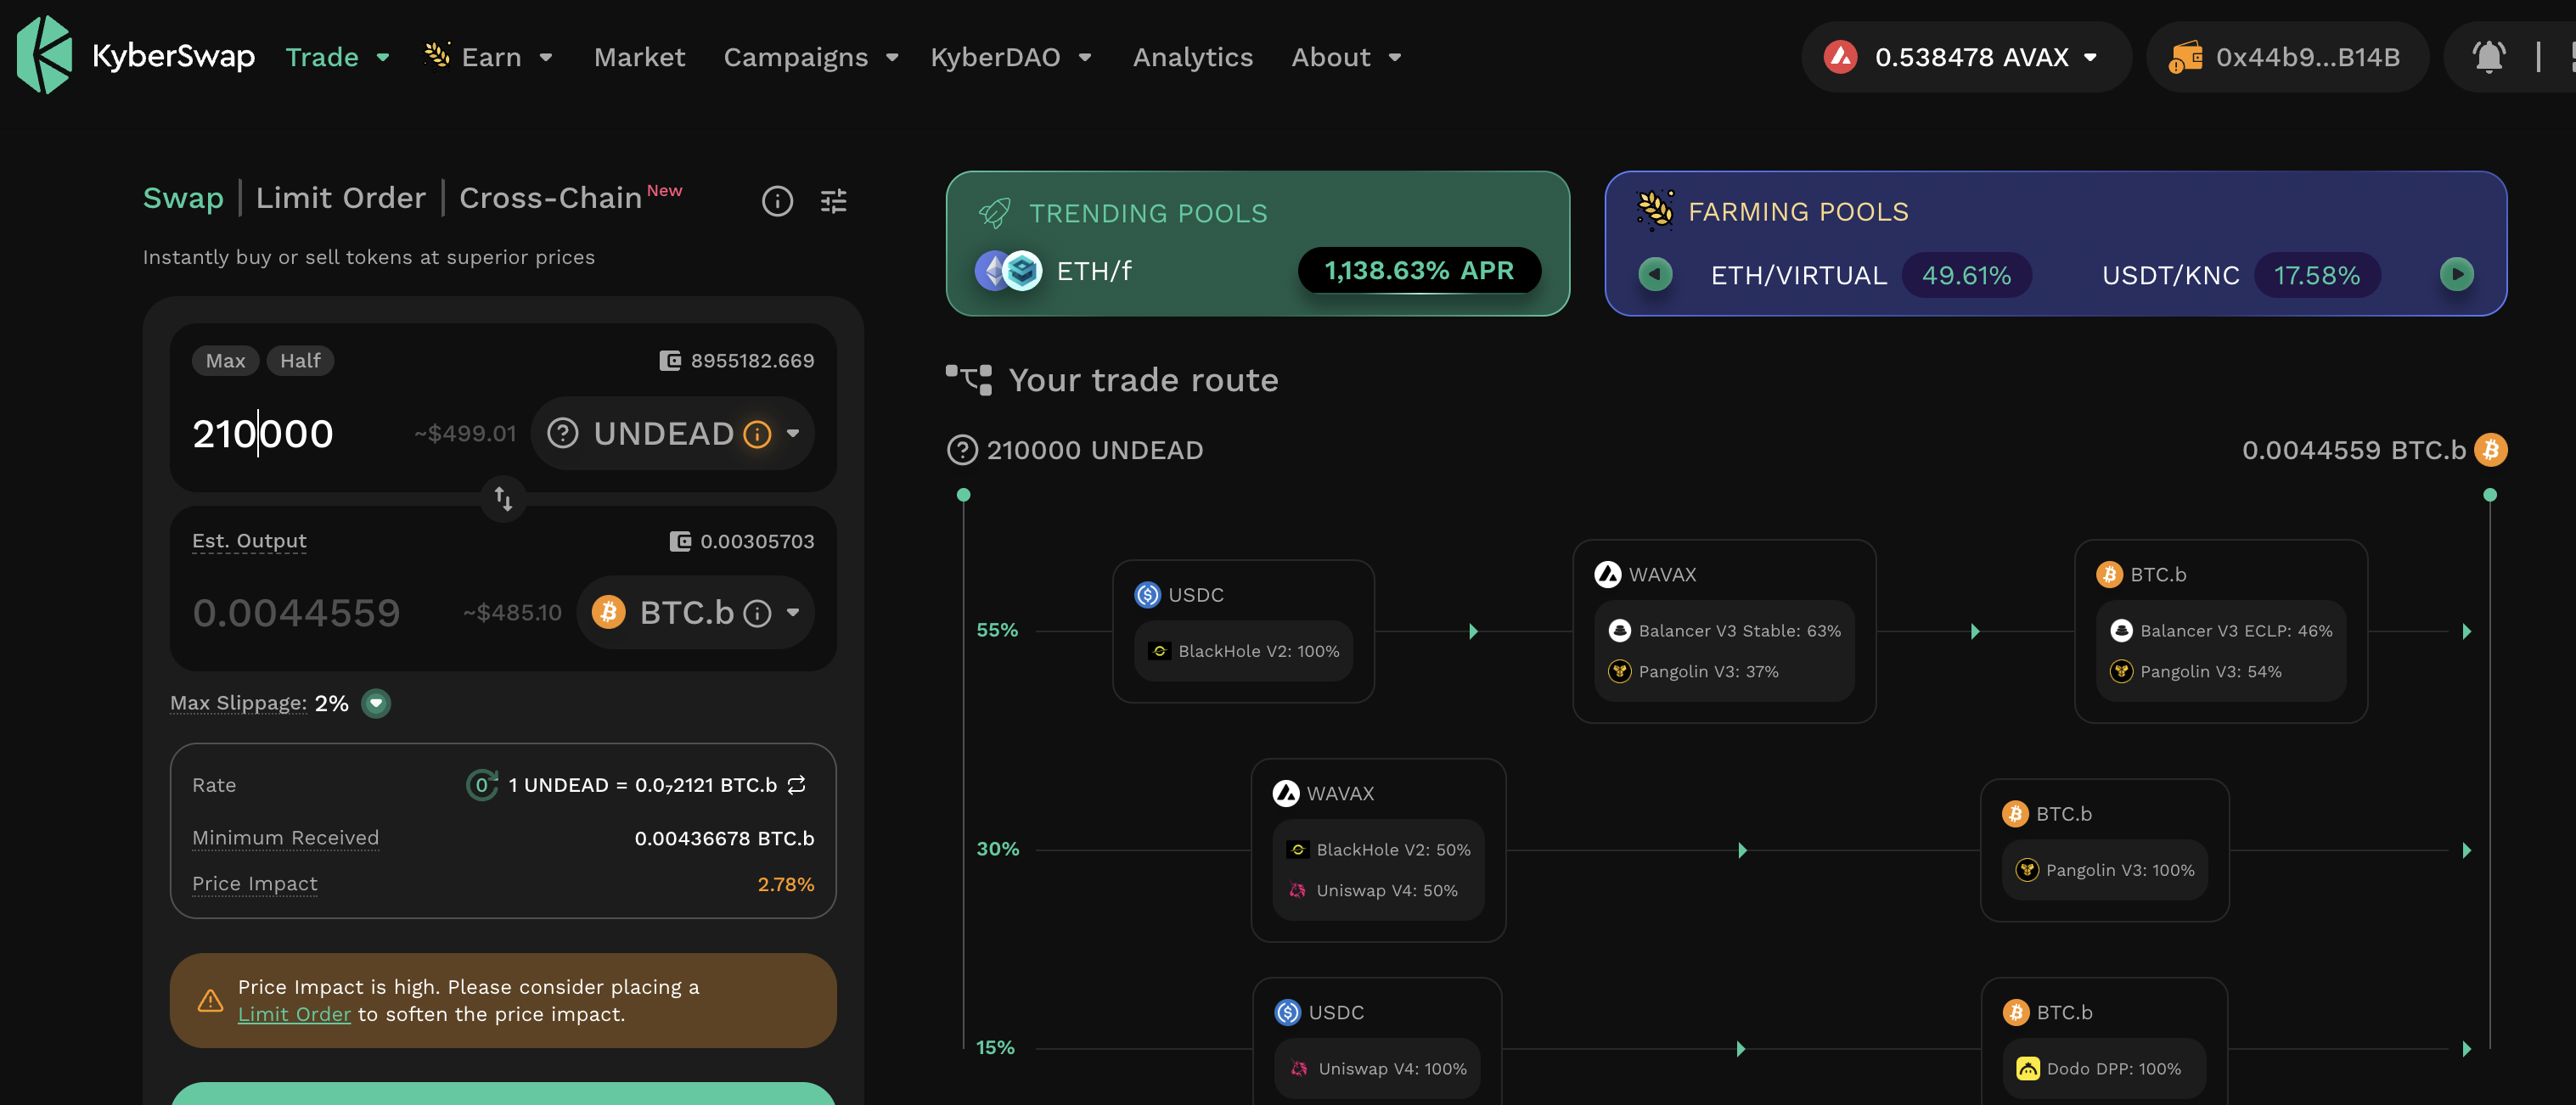 KyberSwap
Trade
Earn
Market
Campaigns
KyberDAO
Analytics
About
0.538478 AVAX
0x44b9...B14B
Swap | Limit Order | Cross-Chain New
Instantly buy or sell tokens at superior prices
Max Half 8955182.669
210000 ~$499.01 UNDEAD
Est. Output 0.00305703
0.0044559 ~$485.10 BTC.b
Max Slippage: 2%
Rate 0 1 UNDEAD = 0.0₇2121 BTC.b
Minimum Received 0.00436678 BTC.b
Price Impact 2.78%
Price Impact is high. Please consider placing a
Limit Order to soften the price impact.
TRENDING POOLS
ETH/f 1,138.63% APR
FARMING POOLS
ETH/VIRTUAL 49.61% USDT/KNC 17.58%
Your trade route
210000 UNDEAD 0.0044559 BTC.b
55%
USDC
BlackHole V2: 100%
WAVAX
Balancer V3 Stable: 63%
Pangolin V3: 37%
BTC.b
Balancer V3 ECLP: 46%
Pangolin V3: 54%
30%
WAVAX
BlackHole V2: 50%
Uniswap V4: 50%
BTC.b
Pangolin V3: 100%
15%
USDC
Uniswap V4: 100%
BTC.b
Dodo DPP: 100%